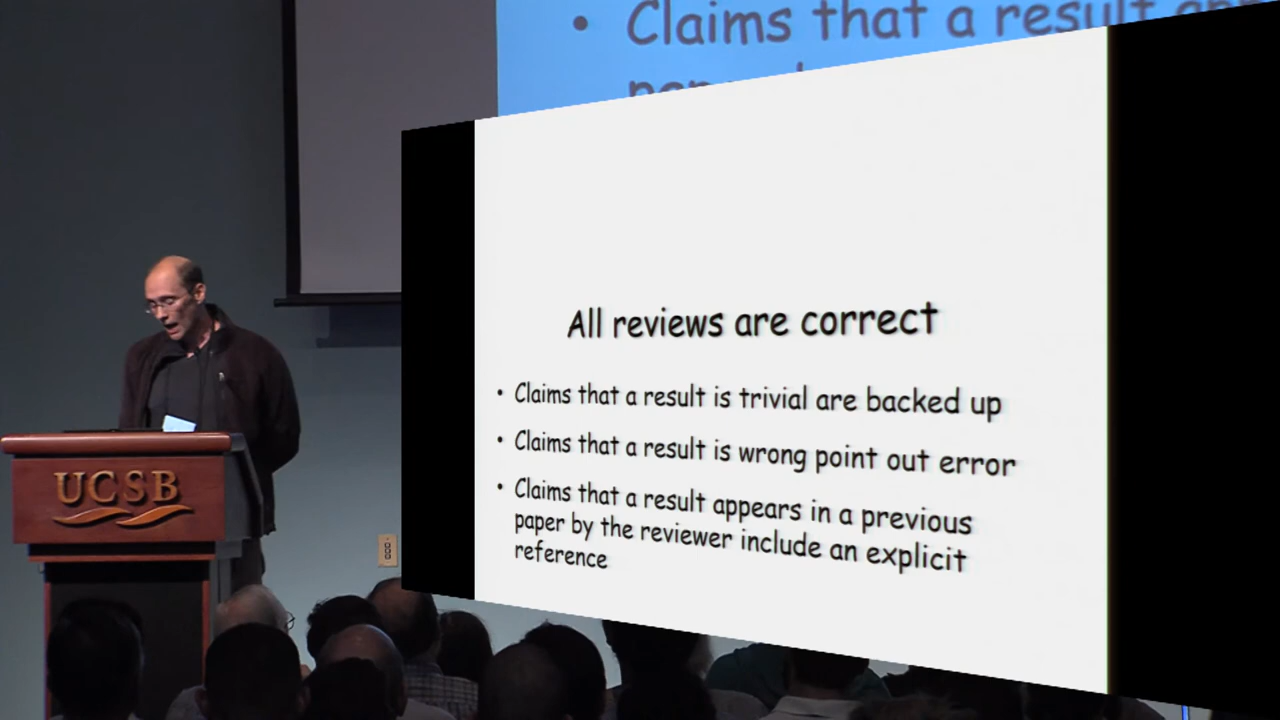 • Claims that a result
All reviews are correct
• Claims that a result is trivial are backed up
• Claims that a result is wrong point out error
• Claims that a result appears in a previous
paper by the reviewer include an explicit
reference
UCSB